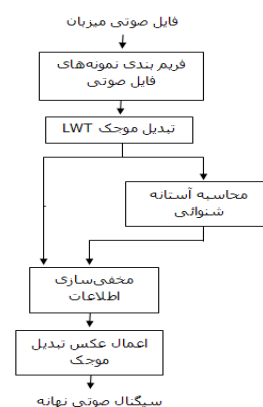 فایل صوتی میزبان
فریم بندی نمونه‌های
فایل صوتی
تبدیل موجک LWT
محاسبه آستانه
شنوائی
مخفی‌سازی
اطلاعات
اعمال عکس تبدیل
موجک
سیگنال صوتی نهانه